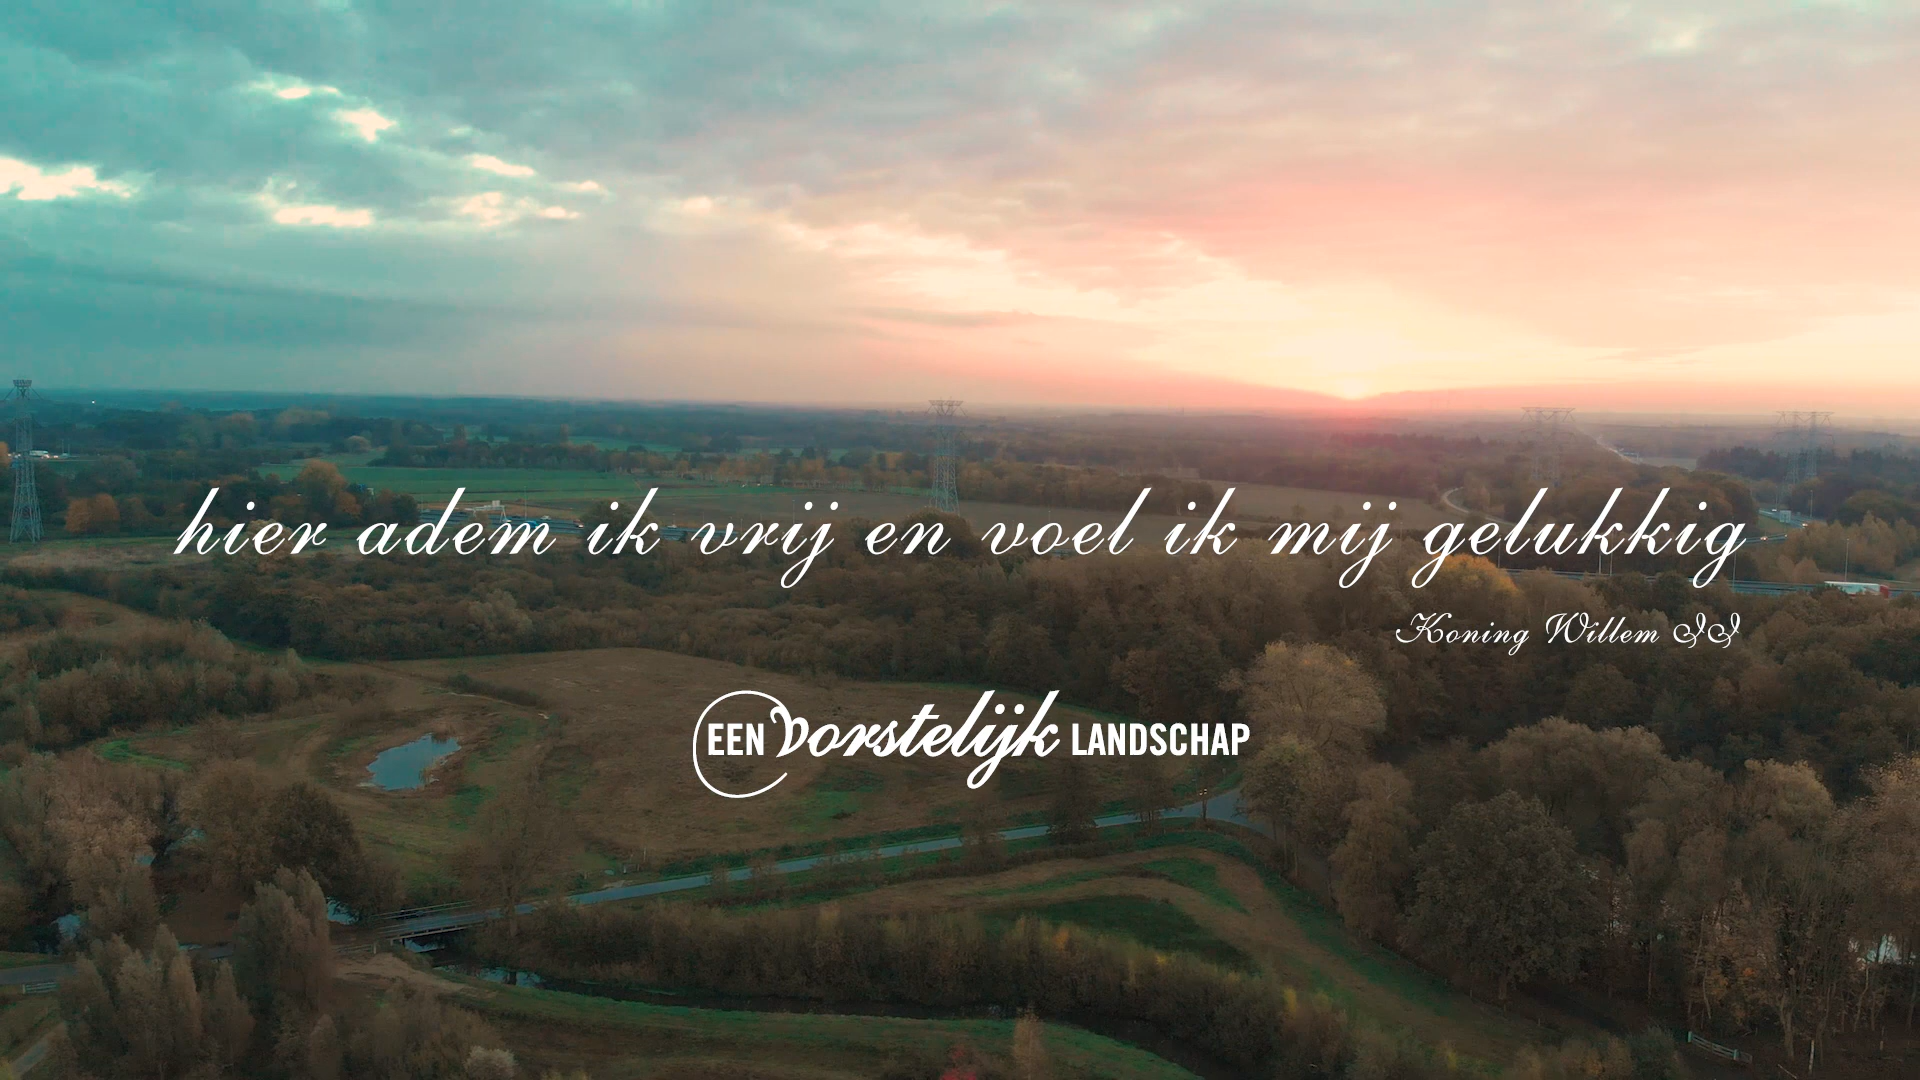 hier adem ik vrij en voel ik mij gelukkig
Koning Willem II
EEN vorstelijk LANDSCHAP